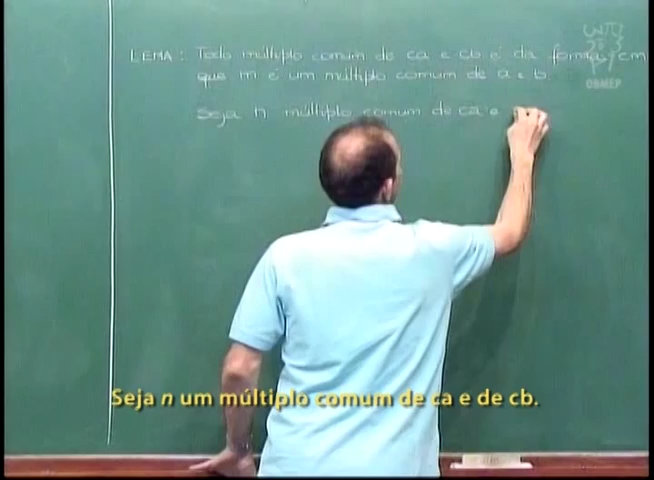 LEMA: Todo múltiplo comum de ca e cb é da forma cm
que m é um múltiplo comum de a e b.
Seja n múltiplo comum de ca e
OBMEP
Seja n um múltiplo comum de ca e de cb.